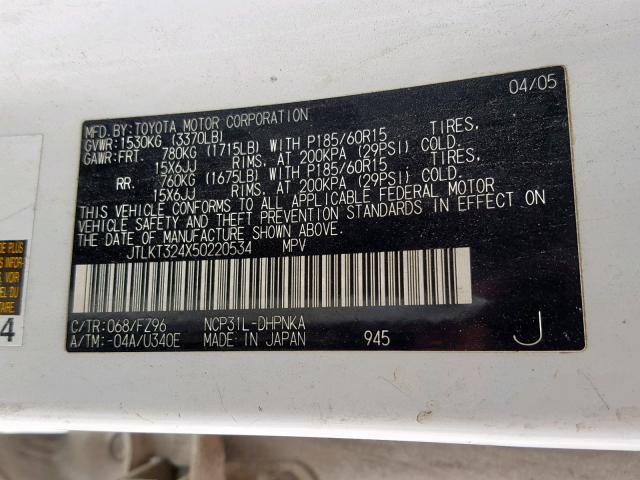 04/05
MFD. BY: TOYOTA MOTOR CORPORATION
GVWR: 1530KG (3370LB)
GAWR: FRT. 780KG (1715LB) WITH P185/60R15 TIRES,
15X6JJ RIMS, AT 200KPA (29PSI) COLD.
RR. 760KG (1675LB) WITH P185/60R15 TIRES,
15X6JJ RIMS, AT 200KPA (29PSI) COLD.
THIS VEHICLE CONFORMS TO ALL APPLICABLE FEDERAL MOTOR
VEHICLE SAFETY AND THEFT PREVENTION STANDARDS IN EFFECT ON
THE DATE OF MANUFACTURE SHOWN ABOVE.
JTLKT324X50220534 MPV
C/TR: 068/FZ96 NCP31L-DHPNKA
A/TM: -04A/U340E MADE IN JAPAN 945 J
4